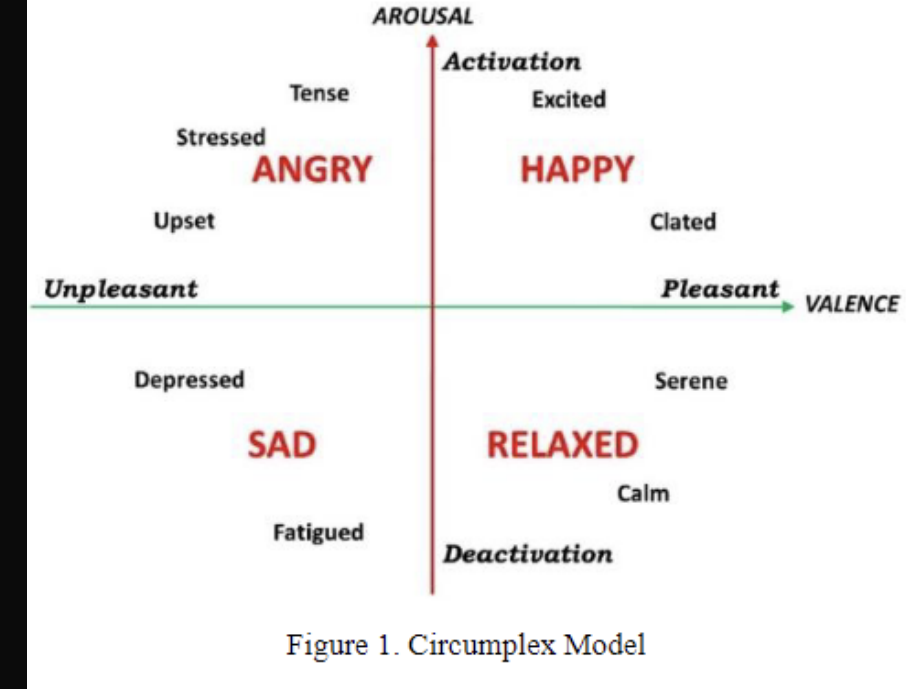 AROUSAL
Activation
Tense
Excited
Stressed
ANGRY
HAPPY
Upset
Clated
Unpleasant
Pleasant
VALENCE
Depressed
Serene
SAD
RELAXED
Calm
Fatigued
Deactivation
Figure 1. Circumplex Model